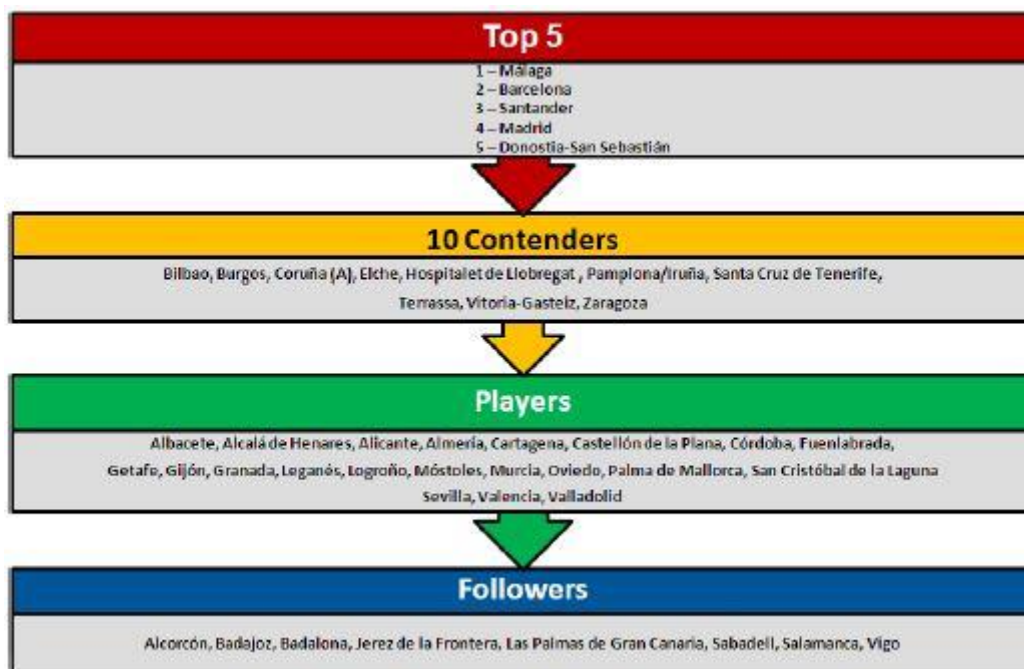 Top 5
1 – Málaga
2 – Barcelona
3 – Santander
4 – Madrid
5 – Donostia-San Sebastián
10 Contenders
Bilbao, Burgos, Coruña (A), Elche, Hospitalet de Llobregat , Pamplona/Iruña, Santa Cruz de Tenerife,
Terrassa, Vitoria-Gasteiz, Zaragoza
Players
Albacete, Alcalá de Henares, Alicante, Almería, Cartagena, Castellón de la Plana, Córdoba, Fuenlabrada,
Getafe, Gijón, Granada, Leganés, Logroño, Móstoles, Murcia, Oviedo, Palma de Mallorca, San Cristóbal de la Laguna
Sevilla, Valencia, Valladolid
Followers
Alcorcón, Badajoz, Badalona, Jerez de la Frontera, Las Palmas de Gran Canaria, Sabadell, Salamanca, Vigo